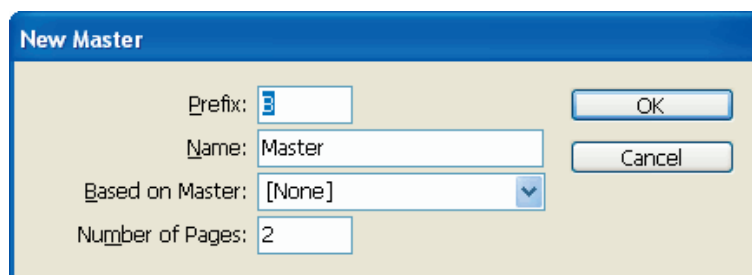 New Master
Prefix: B
OK
Name: Master
Cancel
Based on Master: [None]
Number of Pages: 2